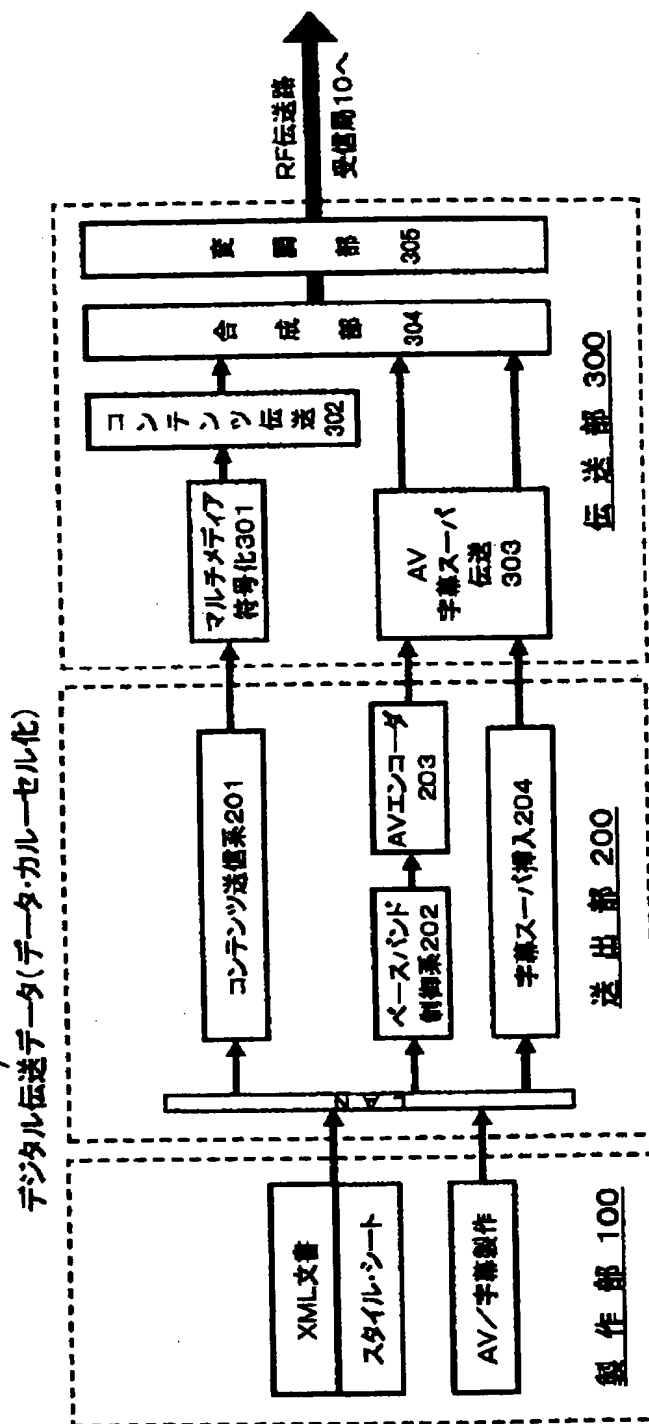 デジタル伝送データ(データ・カルーセル化)
XML文書
スタイル・シート
AV/字幕製作
製作部 100
LAN
コンテンツ送信系201
ベースバンド
制御系202
AVエンコーダ
203
字幕スーパ挿入204
送出部 200
マルチメディア
符号化301
コンテンツ伝送
302
AV
字幕スーパ
伝送
303
合成部
304
変調部
305
伝送部 300
RF伝送路
受信局10へ